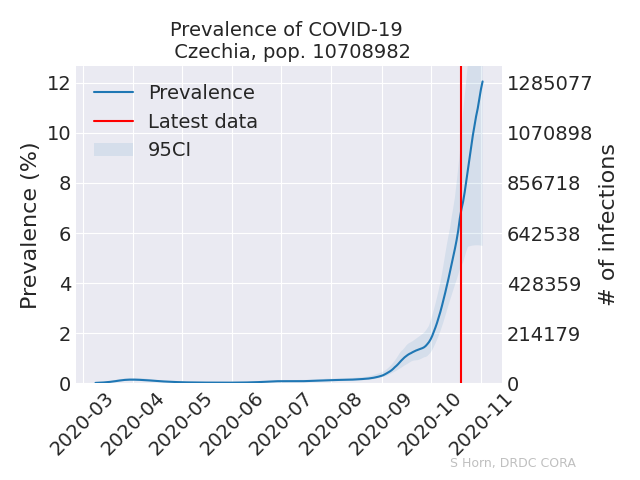 Prevalence of COVID-19
Czechia, pop. 10708982
Prevalence
Latest data
95CI
Prevalence (%)
12
10
8
6
4
2
0
1285077
1070898
856718
642538
428359
214179
0
# of infections
2020-03
2020-04
2020-05
2020-06
2020-07
2020-08
2020-09
2020-10
2020-11
S Horn, DRDC CORA